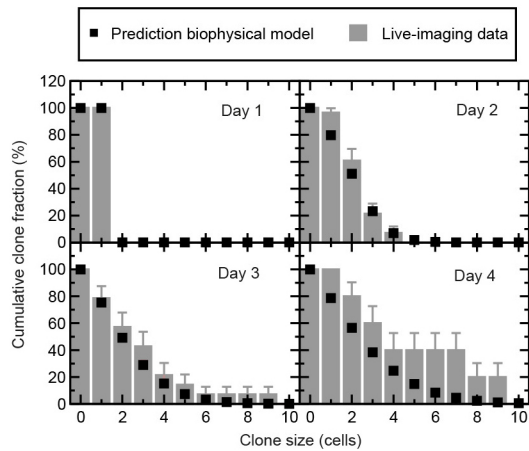 Prediction biophysical model
Live-imaging data
Cumulative clone fraction (%)
120
100
80
60
40
20
0
Day 1
Day 2
100
80
60
40
20
0
Day 3
Day 4
0 2 4 6 8 10 0 2 4 6 8 10
Clone size (cells)